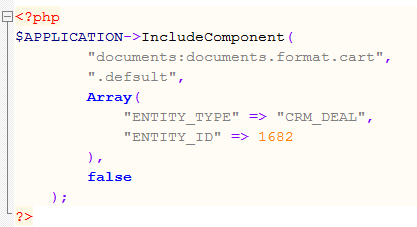 <?php
$APPLICATION->IncludeComponent(
"documents:documents.format.cart",
".defsult",
Array(
"ENTITY_TYPE" => "CRM_DEAL",
"ENTITY_ID" => 1682
),
false
);
?>